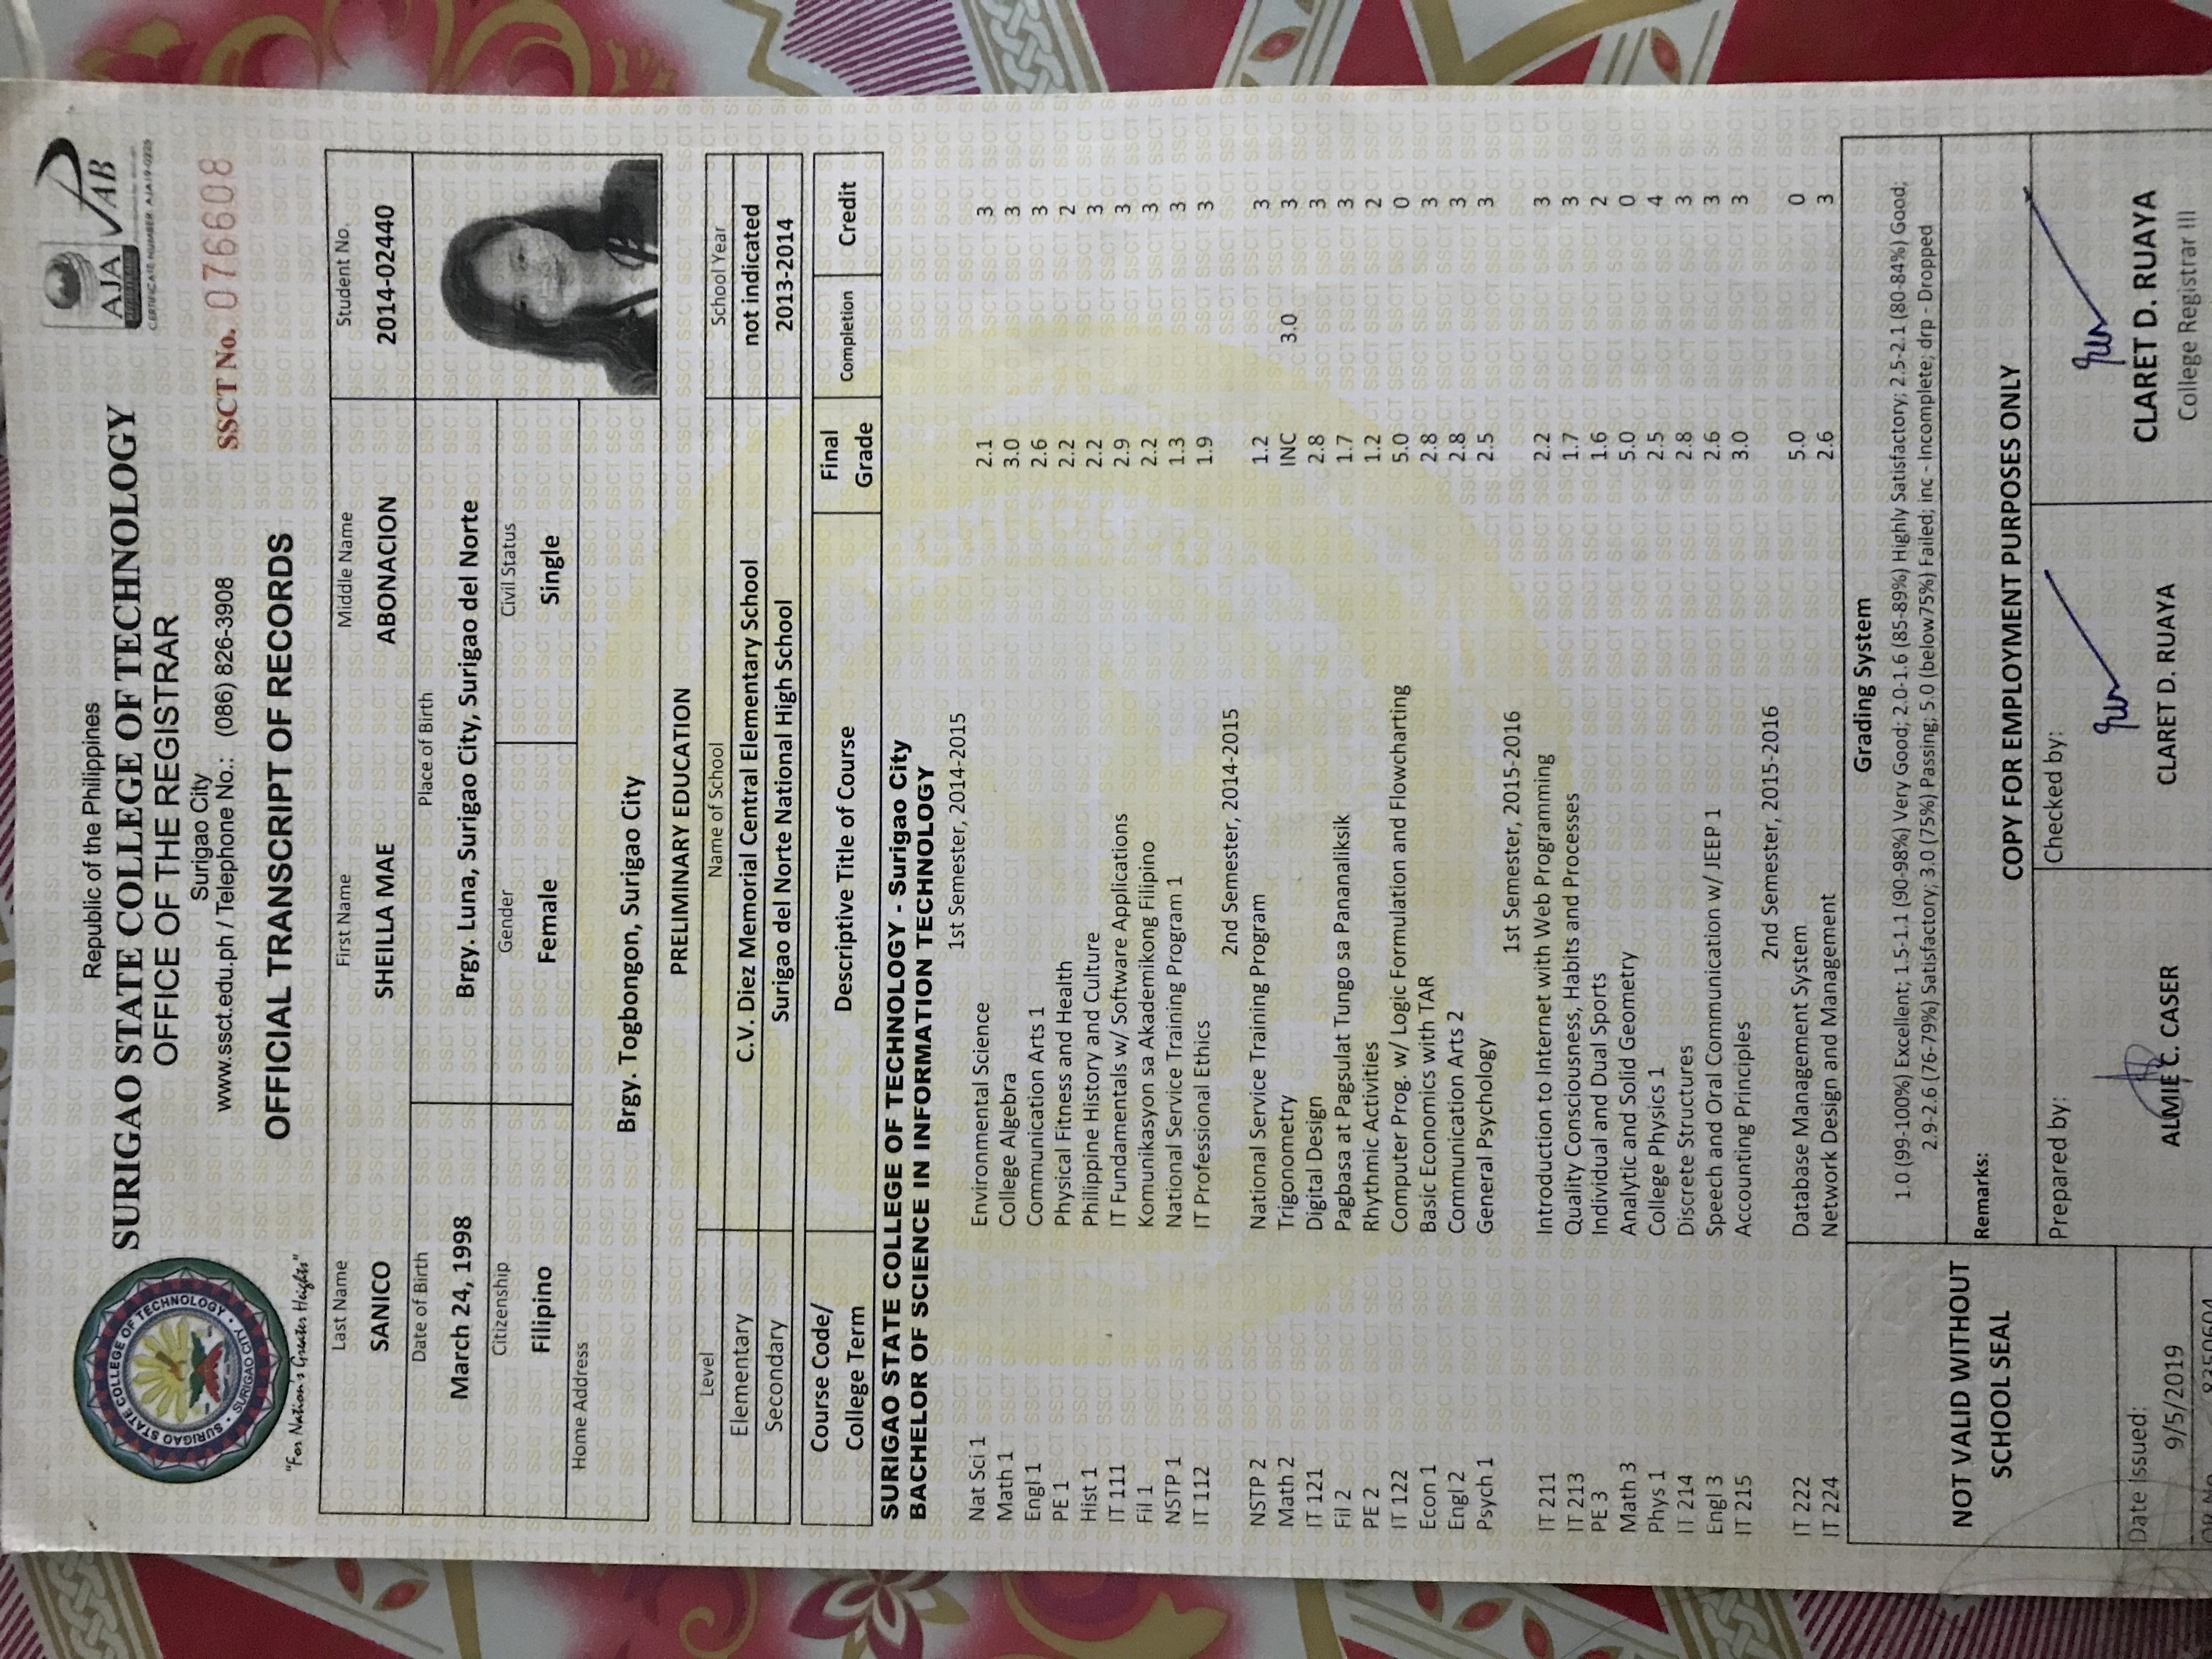 Republic of the Philippines
SURIGAO STATE COLLEGE OF TECHNOLOGY
OFFICE OF THE REGISTRAR
Surigao City
www.ssct.edu.ph / Telephone No.: (086) 826-3908
"For Nation's Greater Heights"
SURIGAO STATE COLLEGE OF TECHNOLOGY
SURIGAO CITY
AJA
PAB
CERTIFICATE NUMBER: AJA19-0225
SSCT No. 076608
OFFICIAL TRANSCRIPT OF RECORDS
Last Name First Name Middle Name Student No.
SANICO SHEILLA MAE ABONACION 2014-02440
Date of Birth Place of Birth
March 24, 1998 Brgy. Luna, Surigao City, Surigao del Norte
Citizenship Gender Civil Status
Filipino Female Single
Home Address
Brgy. Togbongon, Surigao City
PRELIMINARY EDUCATION
Level Name of School School Year
Elementary C.V. Diez Memorial Central Elementary School not indicated
Secondary Surigao del Norte National High School 2013-2014
Course Code/ College Term Descriptive Title of Course Final Grade Completion Credit
SURIGAO STATE COLLEGE OF TECHNOLOGY - Surigao City
BACHELOR OF SCIENCE IN INFORMATION TECHNOLOGY
1st Semester, 2014-2015
Nat Sci 1 Environmental Science 2.1 3
Math 1 College Algebra 3.0 3
Engl 1 Communication Arts 1 2.6 3
PE 1 Physical Fitness and Health 2.2 2
Hist 1 Philippine History and Culture 2.2 3
IT 111 IT Fundamentals w/ Software Applications 2.9 3
Fil 1 Komunikasyon sa Akademikong Filipino 2.2 3
NSTP 1 National Service Training Program 1 1.3 3
IT 112 IT Professional Ethics 1.9 3
2nd Semester, 2014-2015
NSTP 2 National Service Training Program 1.2 3
Math 2 Trigonometry INC 3.0 3
IT 121 Digital Design 2.8 3
Fil 2 Pagbasa at Pagsulat Tungo sa Pananaliksik 1.7 3
PE 2 Rhythmic Activities 1.2 2
IT 122 Computer Prog. w/ Logic Formulation and Flowcharting 5.0 0
Econ 1 Basic Economics with TAR 2.8 3
Engl 2 Communication Arts 2 2.8 3
Psych 1 General Psychology 2.5 3
1st Semester, 2015-2016
IT 211 Introduction to Internet with Web Programming 2.2 3
IT 213 Quality Consciousness, Habits and Processes 1.7 3
PE 3 Individual and Dual Sports 1.6 2
Math 3 Analytic and Solid Geometry 5.0 0
Phys 1 College Physics 1 2.5 4
IT 214 Discrete Structures 2.8 3
Engl 3 Speech and Oral Communication w/ JEEP 1 2.6 3
IT 215 Accounting Principles 3.0 3
2nd Semester, 2015-2016
IT 222 Database Management System 5.0 0
IT 224 Network Design and Management 2.6 3
Grading System
1.0 (99-100%) Excellent; 1.5-1.1 (90-98%) Very Good; 2.0-1.6 (85-89%) Highly Satisfactory; 2.5-2.1 (80-84%) Good;
2.9-2.6 (76-79%) Satisfactory; 3.0 (75%) Passing; 5.0 (below75%) Failed; inc - Incomplete; drp - Dropped
NOT VALID WITHOUT
SCHOOL SEAL
Remarks:
COPY FOR EMPLOYMENT PURPOSES ONLY
Date Issued:
9/5/2019
Prepared by:
ALMIE C. CASER
Checked by:
CLARET D. RUAYA
CLARET D. RUAYA
College Registrar III